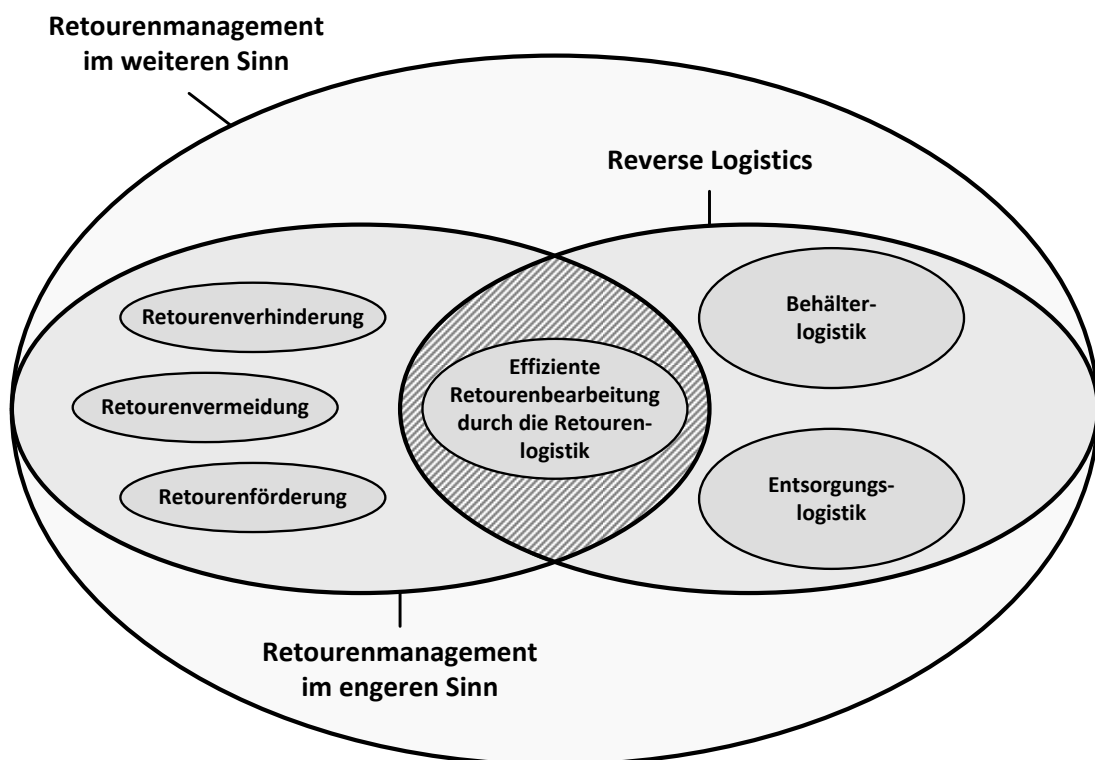 Retourenmanagement
im weiteren Sinn
Reverse Logistics
Retourenverhinderung
Retourenvermeidung
Retourenförderung
Effiziente
Retourenbearbeitung
durch die Retouren-
logistik
Behälter-
logistik
Entsorgungs-
logistik
Retourenmanagement
im engeren Sinn